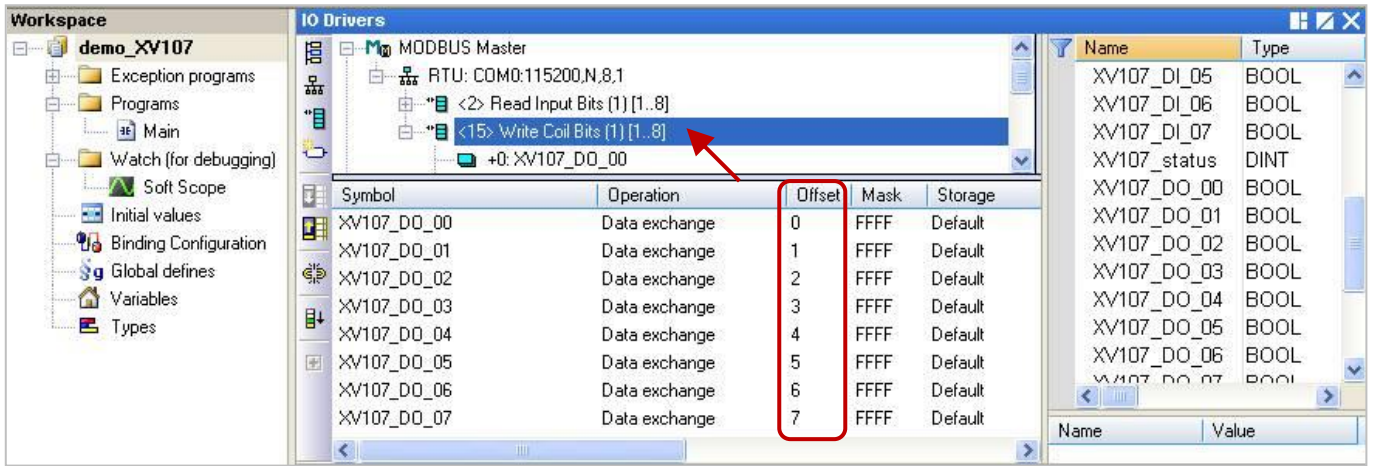 Workspace
demo_XV107
Exception programs
Programs
Main
Watch (for debugging)
Soft Scope
Initial values
Binding Configuration
Global defines
Variables
Types
IO Drivers
MODBUS Master
RTU: COM0:115200,N,8,1
<2> Read Input Bits (1) [1..8]
<15> Write Coil Bits (1) [1..8]
+0: XV107_DO_00
Symbol Operation Offset Mask Storage
XV107_DO_00 Data exchange 0 FFFF Default
XV107_DO_01 Data exchange 1 FFFF Default
XV107_DO_02 Data exchange 2 FFFF Default
XV107_DO_03 Data exchange 3 FFFF Default
XV107_DO_04 Data exchange 4 FFFF Default
XV107_DO_05 Data exchange 5 FFFF Default
XV107_DO_06 Data exchange 6 FFFF Default
XV107_DO_07 Data exchange 7 FFFF Default
Name Type
XV107_DI_05 BOOL
XV107_DI_06 BOOL
XV107_DI_07 BOOL
XV107_status DINT
XV107_DO_00 BOOL
XV107_DO_01 BOOL
XV107_DO_02 BOOL
XV107_DO_03 BOOL
XV107_DO_04 BOOL
XV107_DO_05 BOOL
XV107_DO_06 BOOL
XV107_DO_07 BOOL
Name Value